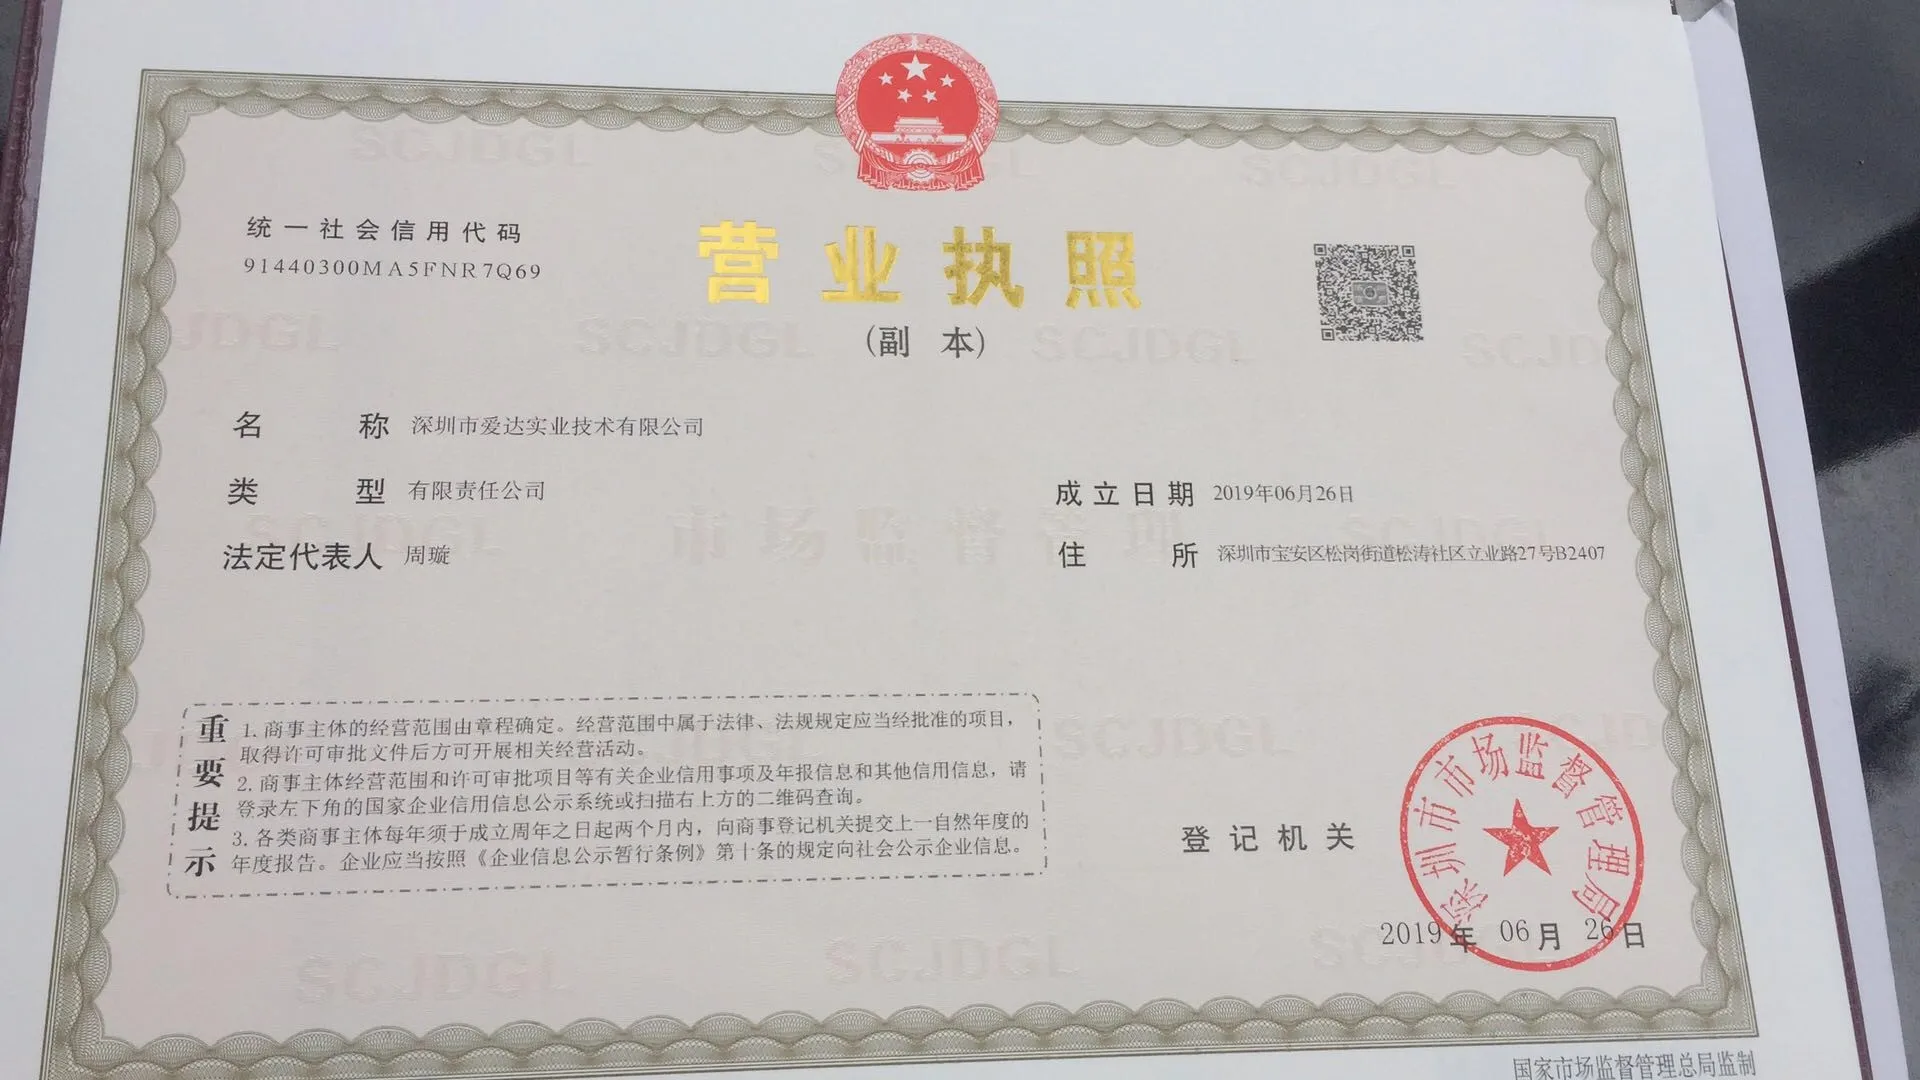 统一社会信用代码
91440300MA5FNR7Q69
营业执照
(副 本)
名 称 深圳市爱达实业技术有限公司
类 型 有限责任公司
法定代表人 周璇
成立日期 2019年06月26日
住 所 深圳市宝安区松岗街道松涛社区立业路27号B2407
重要提示
1. 商事主体的经营范围由章程确定。经营范围中属于法律、法规规定应当经批准的项目，
取得许可审批文件后方可开展相关经营活动。
2. 商事主体经营范围和许可审批项目等有关企业信用事项及年报信息和其他信用信息，请
登录左下角的国家企业信用信息公示系统或扫描右上方的二维码查询。
3. 各类商事主体每年须于成立周年之日起两个月内，向商事登记机关提交上一自然年度的
年度报告。企业应当按照《企业信息公示暂行条例》第十条的规定向社会公示企业信息。
登记机关
深圳市市场监督管理局
2019年 06月 26日
国家市场监督管理总局监制
SCJDGL
SCJDGL
JDGL
SCJDGL
SCJDGL
SCJD
SCJDGL
市场监督管理
SCJDGL
SCJDGL
SCJDGL
SCJDGL